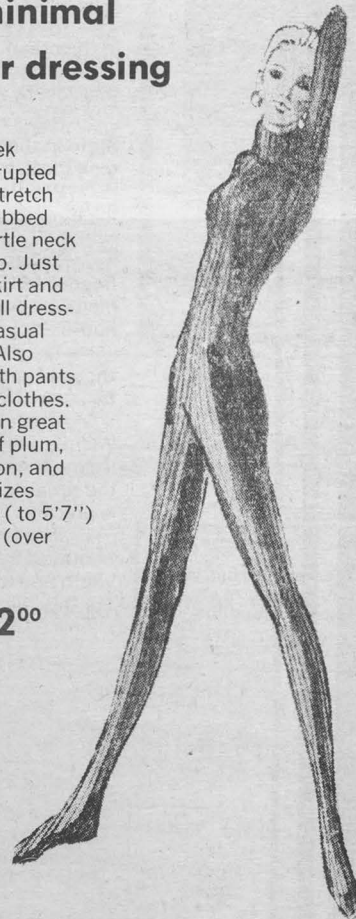 inimal
r dressing
ek
rupted
tretch
bbed
rtle neck
o. Just
kirt and
ll dress-
asual
Also
th pants
clothes.
n great
f plum,
on, and
izes
( to 5'7'')
(over
2⁰⁰